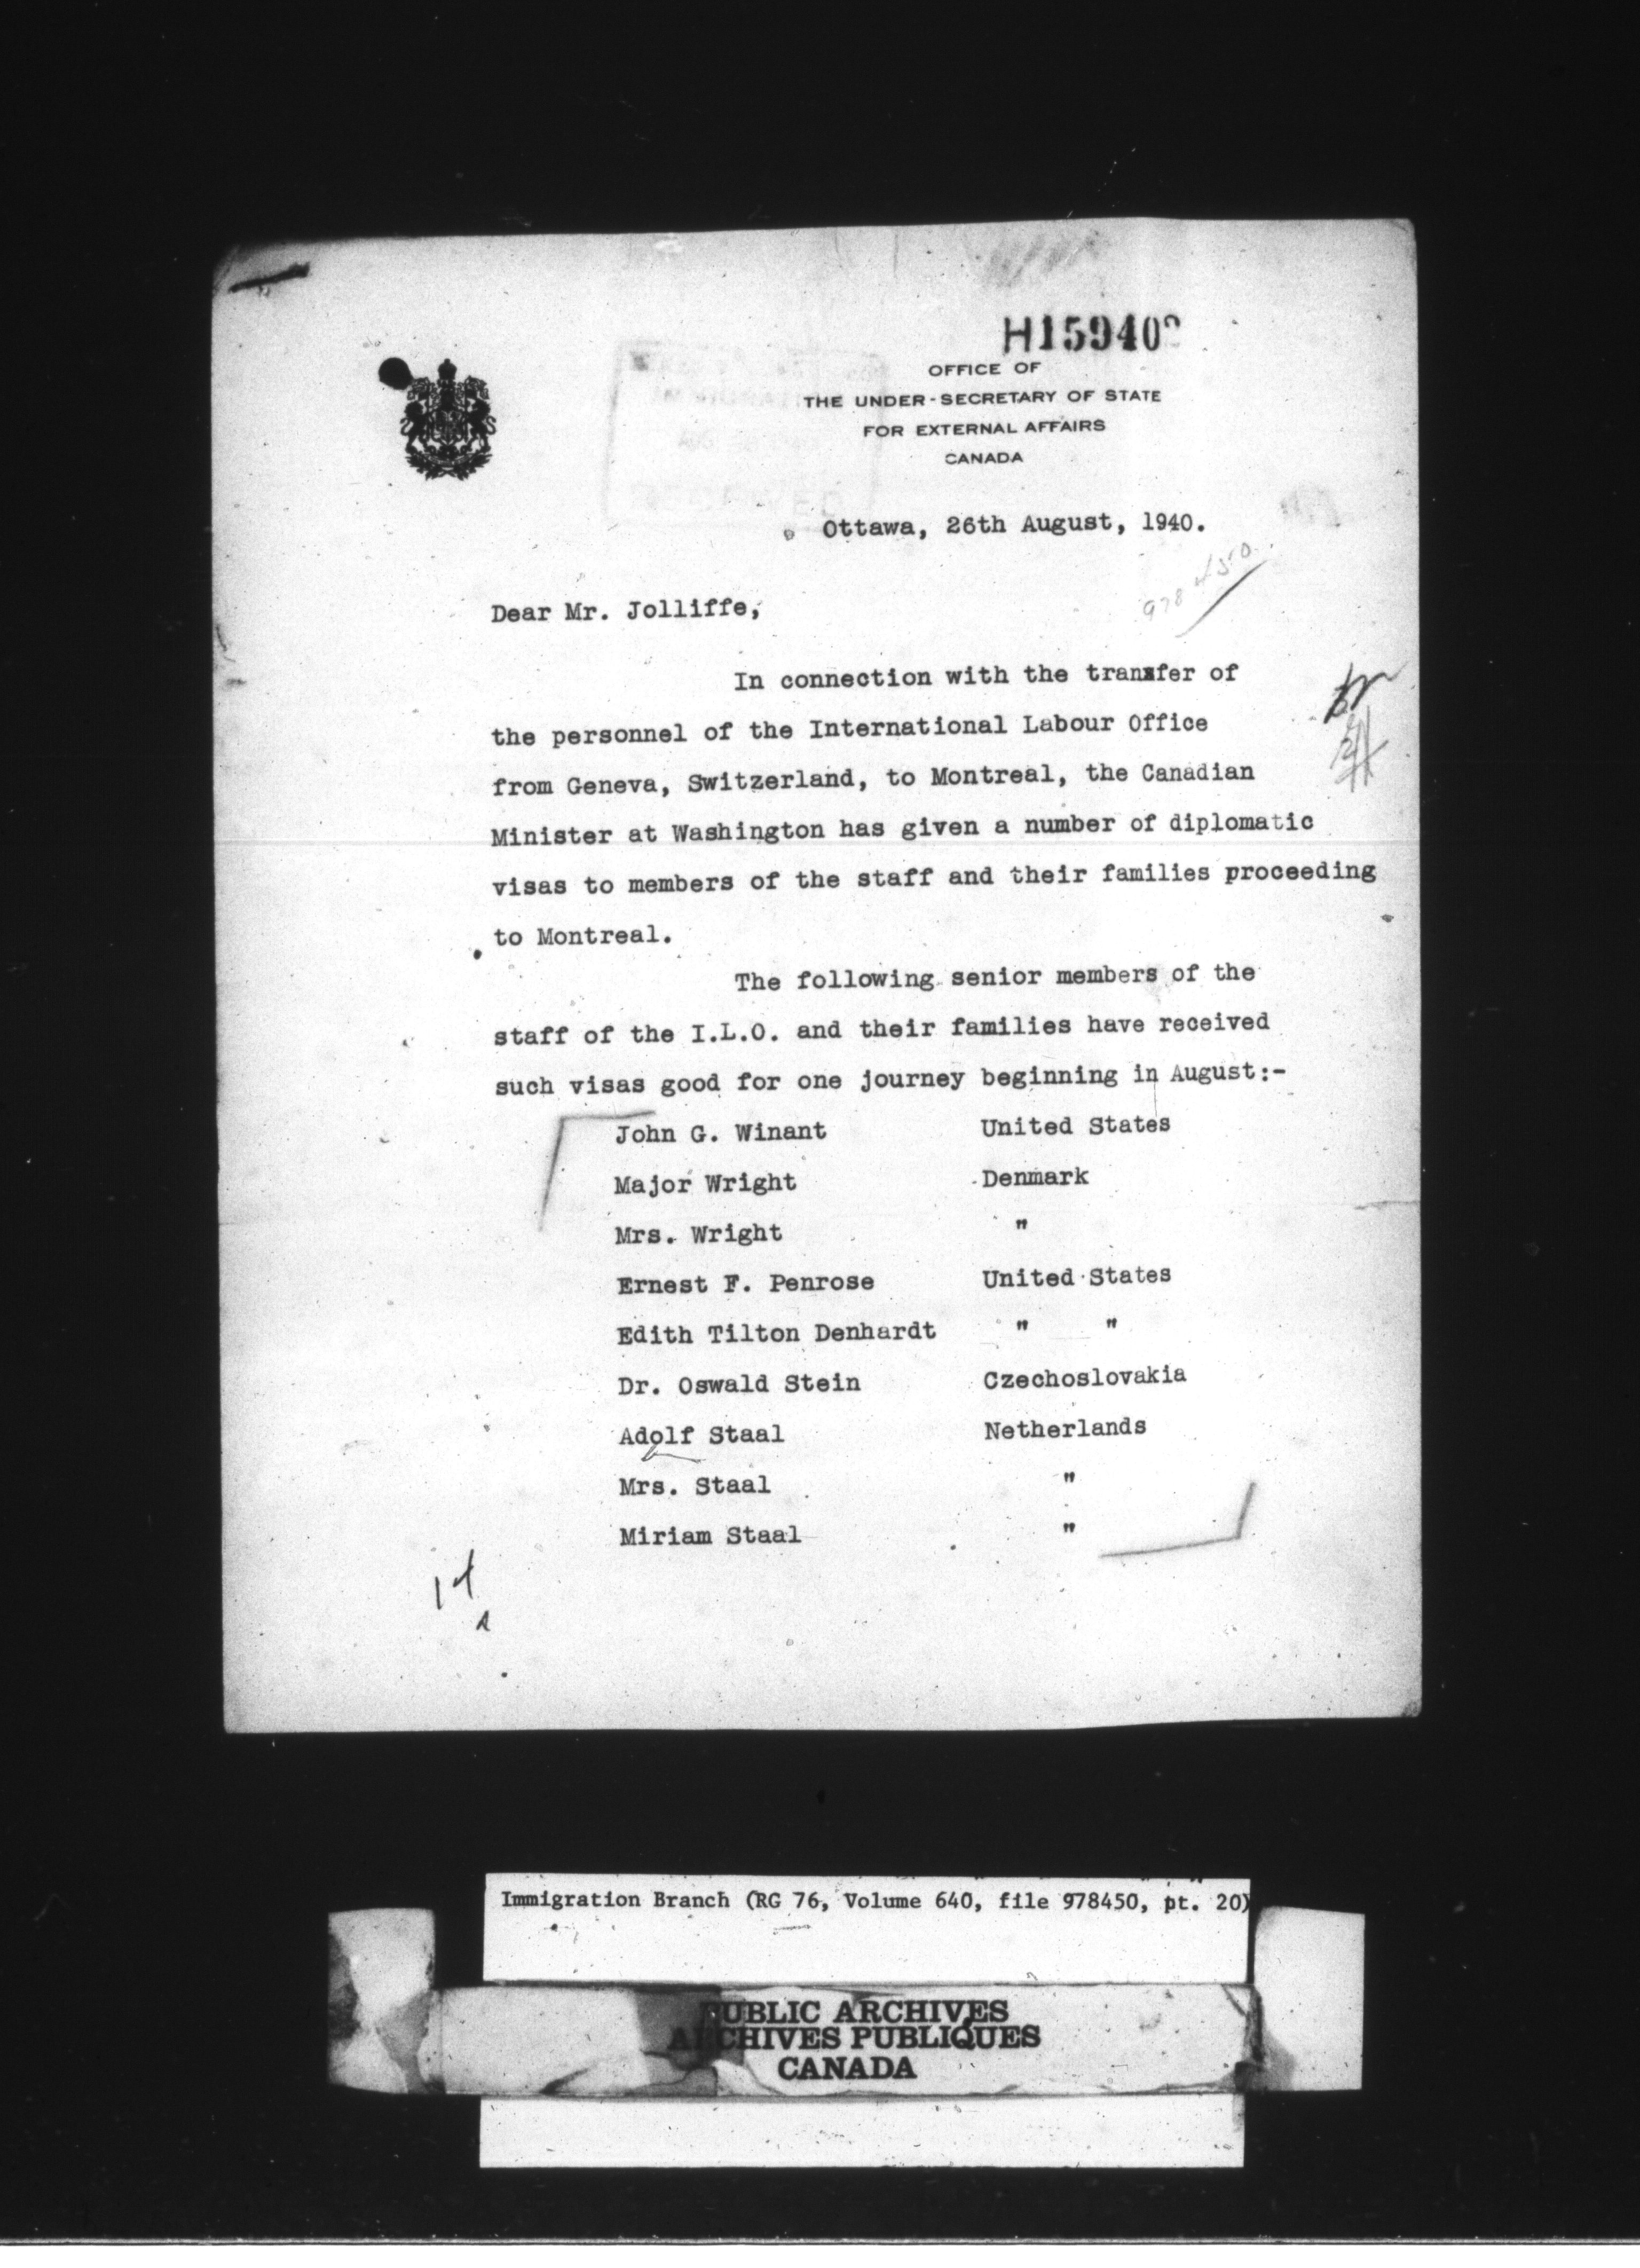 H159402
OFFICE OF
THE UNDER-SECRETARY OF STATE
FOR EXTERNAL AFFAIRS
CANADA
Ottawa, 26th August, 1940.
978450
Dear Mr. Jolliffe,
In connection with the transfer of
the personnel of the International Labour Office
from Geneva, Switzerland, to Montreal, the Canadian
Minister at Washington has given a number of diplomatic
visas to members of the staff and their families proceeding
to Montreal.
The following senior members of the
staff of the I.L.O. and their families have received
such visas good for one journey beginning in August:-
John G. Winant United States
Major Wright Denmark
Mrs. Wright "
Ernest F. Penrose United States
Edith Tilton Denhardt " "
Dr. Oswald Stein Czechoslovakia
Adolf Staal Netherlands
Mrs. Staal "
Miriam Staal "
Immigration Branch (RG 76, Volume 640, file 978450, pt. 20)
PUBLIC ARCHIVES
ARCHIVES PUBLIQUES
CANADA